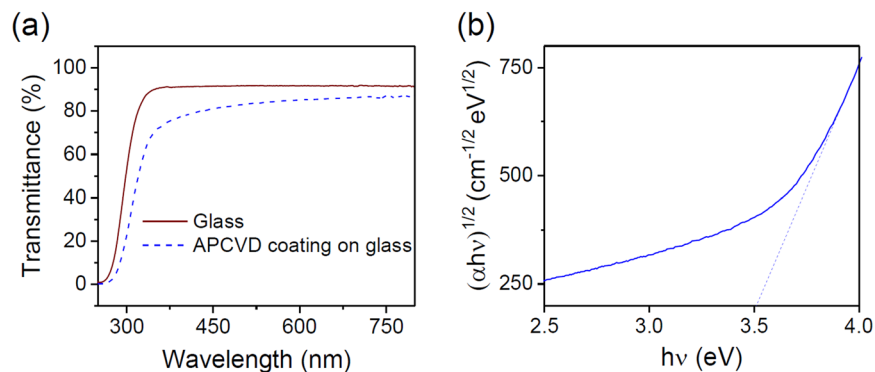 (a)
Transmittance (%)
100
80
60
40
20
0
Glass
APCVD coating on glass
300
450
600
750
Wavelength (nm)
(b)
(αhν)^1/2 (cm^-1/2 eV^1/2)
750
500
250
2.5
3.0
3.5
4.0
hν (eV)